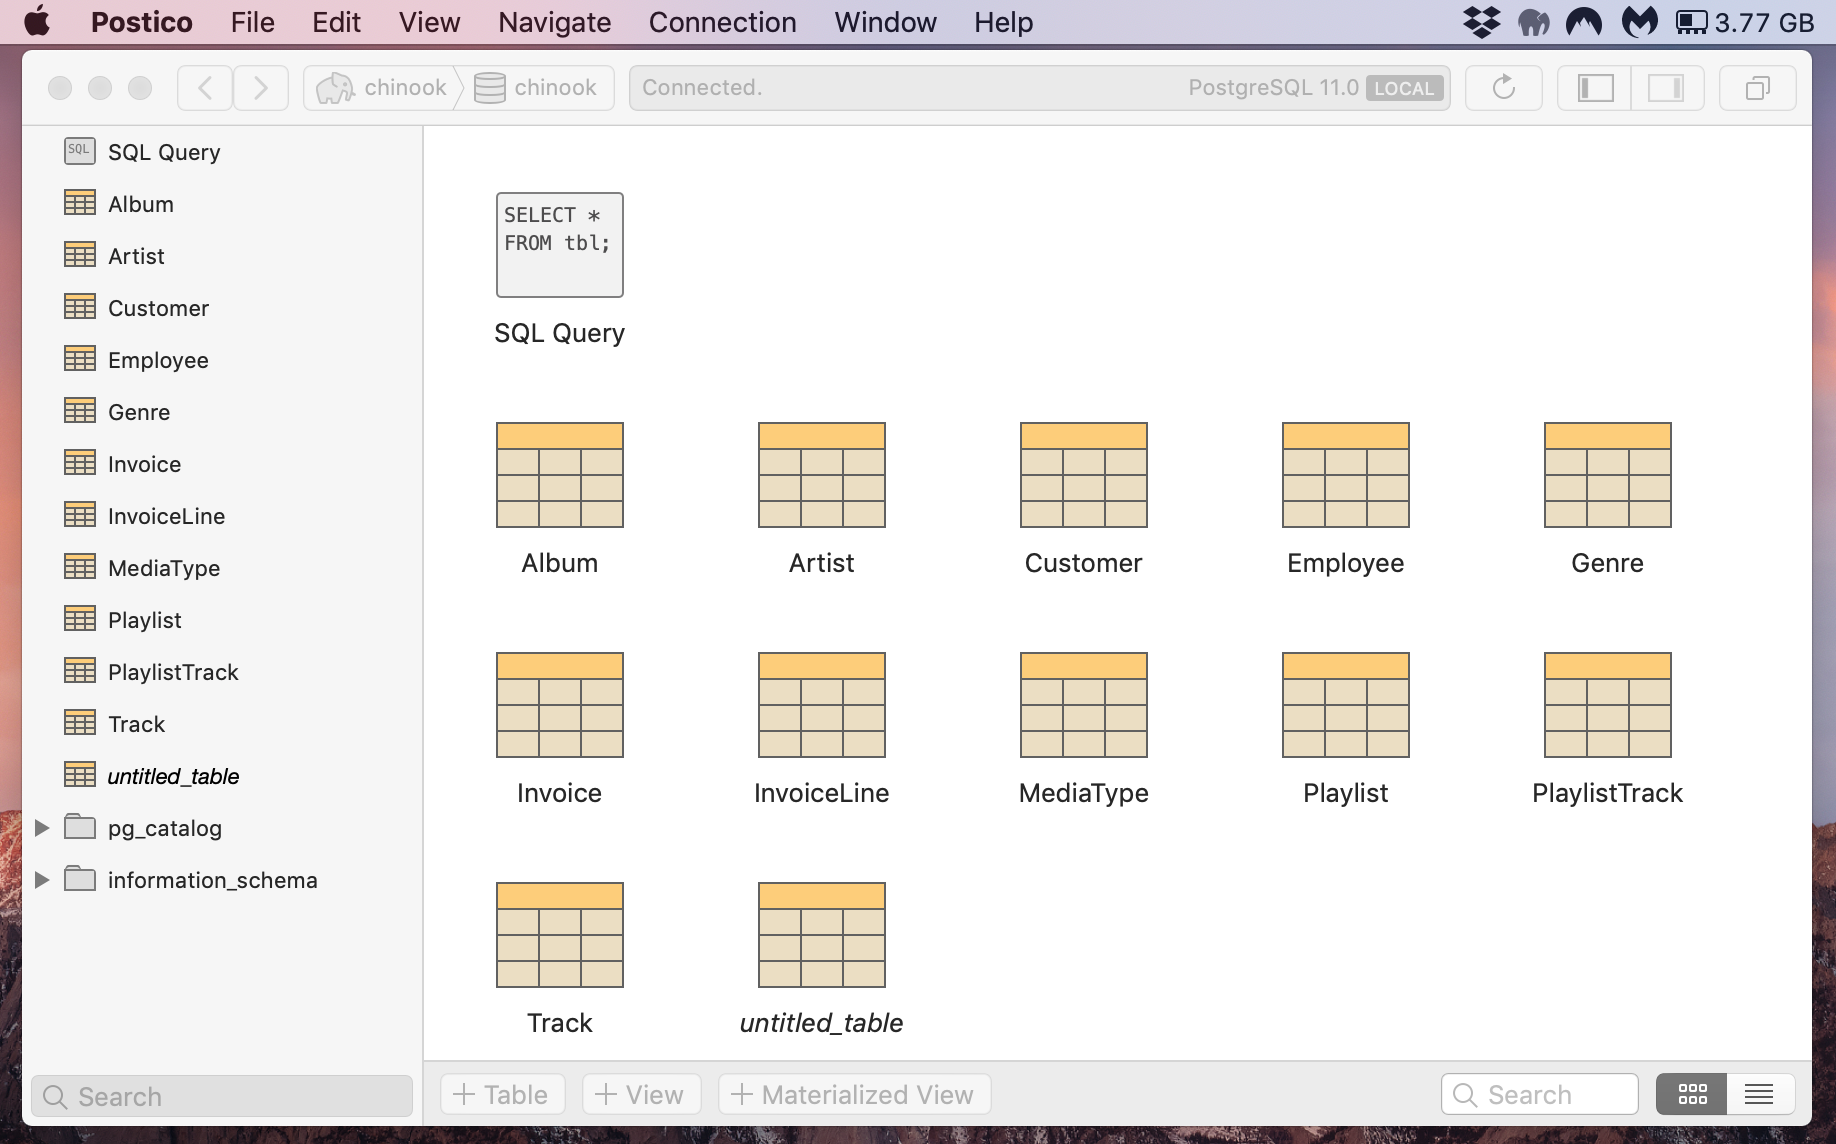 Postico File Edit View Navigate Connection Window Help 3.77 GB
chinook chinook Connected. PostgreSQL 11.0 LOCAL
SQL SQL Query
Album
Artist
Customer
Employee
Genre
Invoice
InvoiceLine
MediaType
Playlist
PlaylistTrack
Track
untitled_table
pg_catalog
information_schema
Search
SELECT *
FROM tbl;
SQL Query
Album Artist Customer Employee Genre
Invoice InvoiceLine MediaType Playlist PlaylistTrack
Track untitled_table
+ Table + View + Materialized View Search